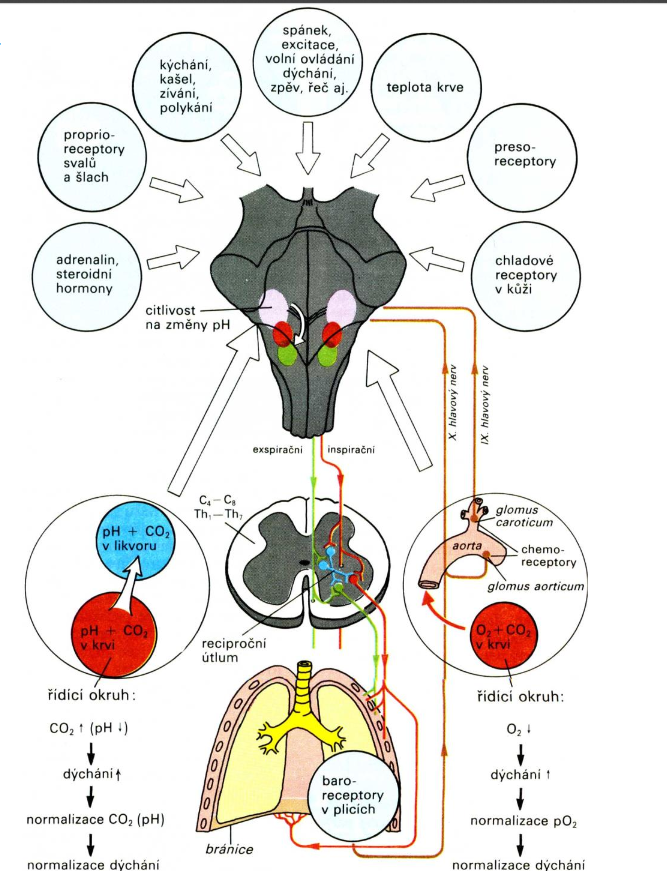 spánek,
excitace,
volní ovládání
dýchání,
zpěv, řeč aj.
kýchání,
kašel,
zívání,
polykání
teplota krve
proprio-
receptory
svalů
a šlach
preso-
receptory
adrenalin,
steroidní
hormony
chladové
receptory
v kůži
citlivost
na změny pH
X. hlavový nerv
IX. hlavový nerv
exspirační
inspirační
C4—C8
Th1—Th7
pH + CO2
v likvoru
pH + CO2
v krvi
reciproční
útlum
glomus
caroticum
aorta
chemo-
receptory
glomus aorticum
O2+CO2
v krvi
řídící okruh:
CO2 ↑ (pH ↓)
dýchání↑
normalizace CO2 (pH)
normalizace dýchání
baro-
receptory
v plicích
bránice
řídící okruh:
O2 ↓
dýchání ↑
normalizace pO2
normalizace dýchání